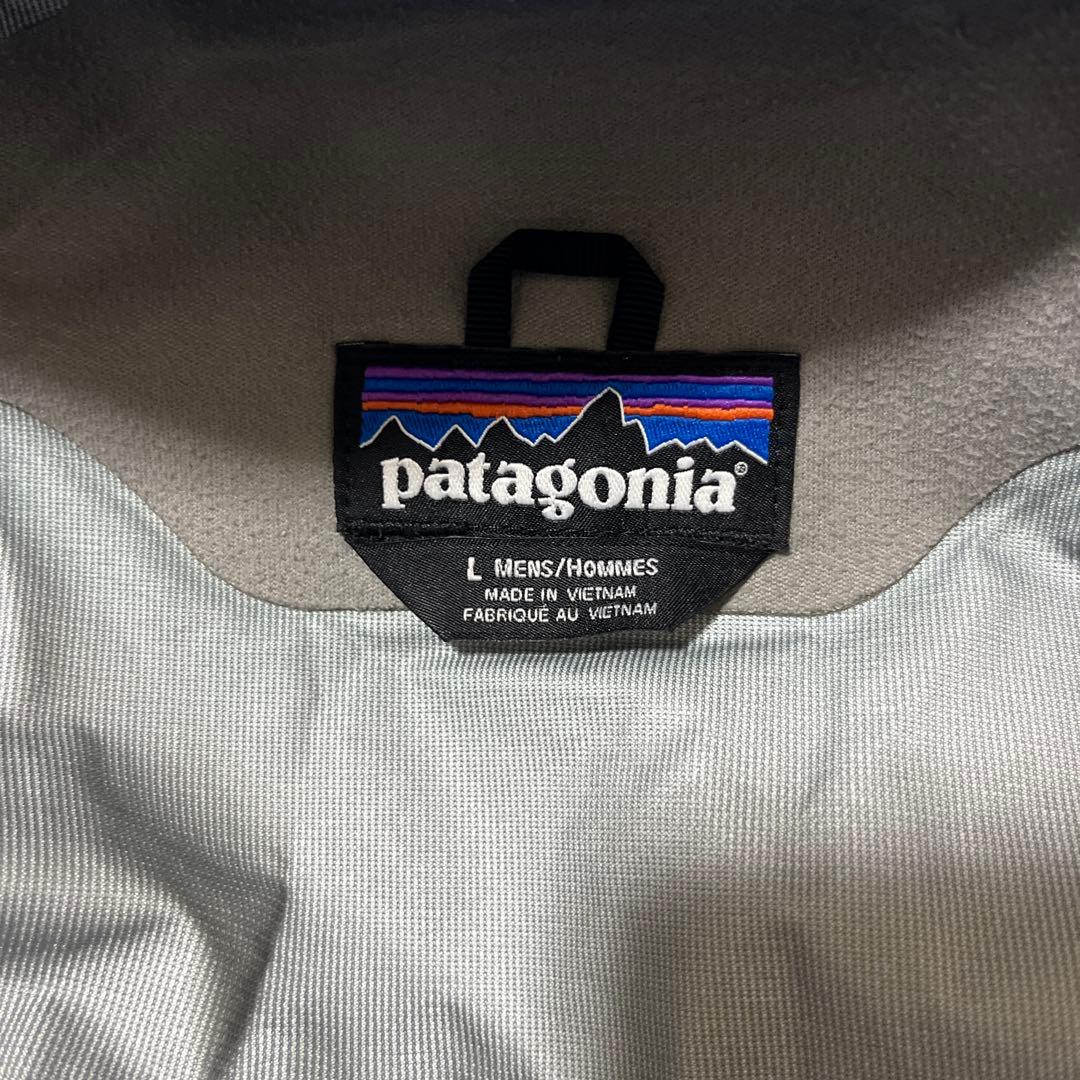 patagonia®
L MENS/HOMMES
MADE IN VIETNAM
FABRIQUÉ AU VIETNAM